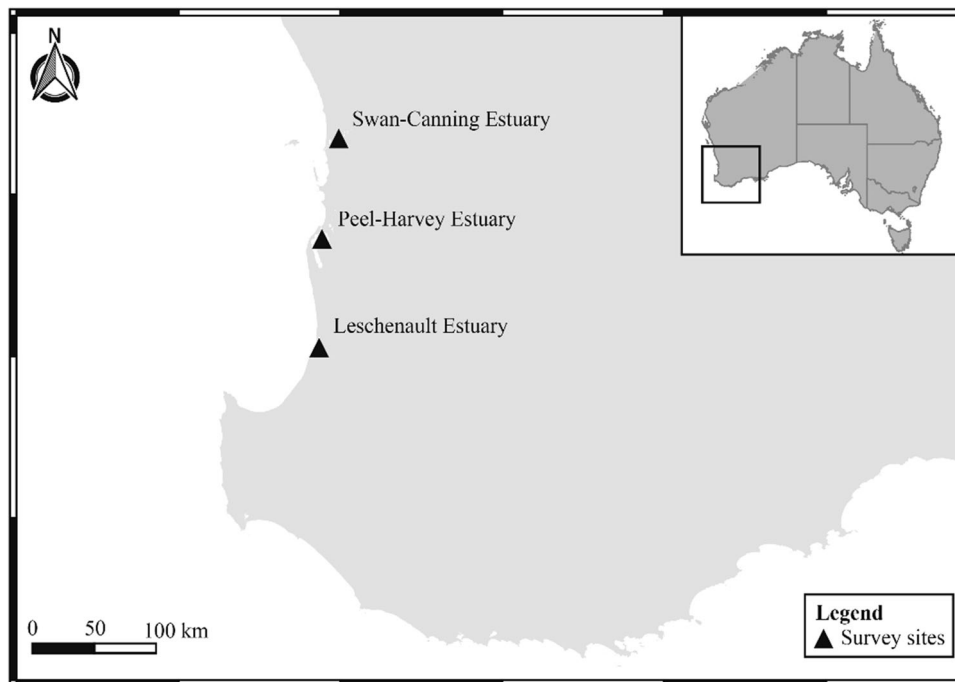 N
Swan-Canning Estuary
Peel-Harvey Estuary
Leschenault Estuary
0 50 100 km
Legend
Survey sites